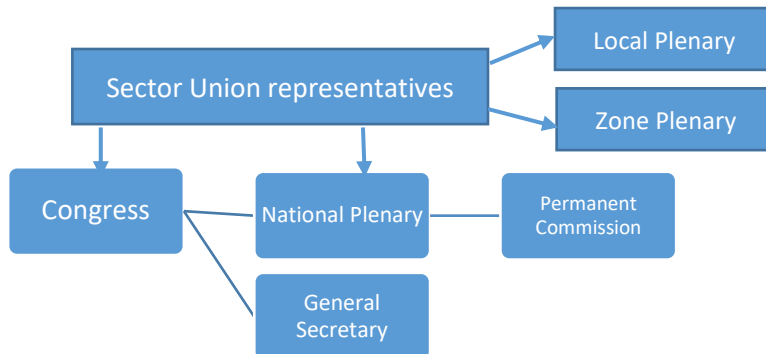 Local Plenary
Sector Union representatives
Zone Plenary
Congress
National Plenary
Permanent
Commission
General
Secretary